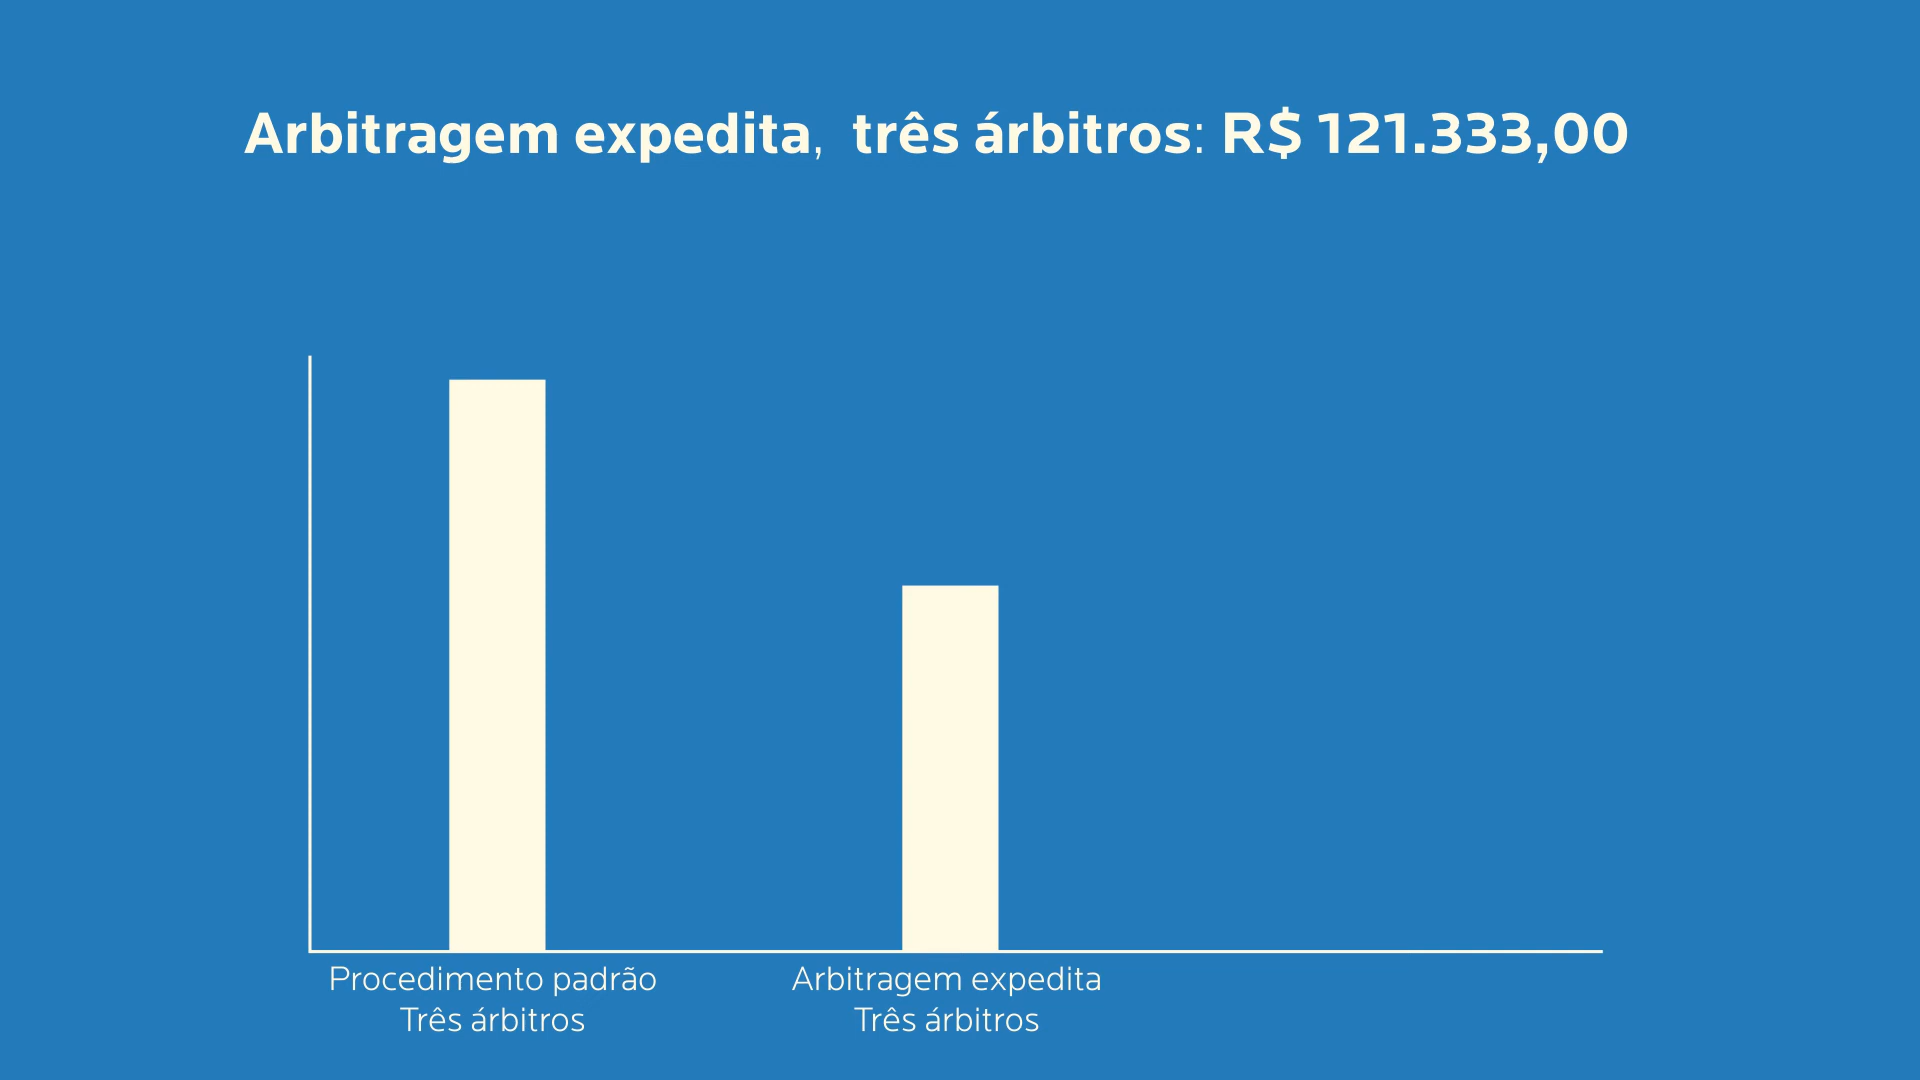 Arbitragem expedita, três árbitros: R$ 121.333,00
Procedimento padrão
Três árbitros
Arbitragem expedita
Três árbitros